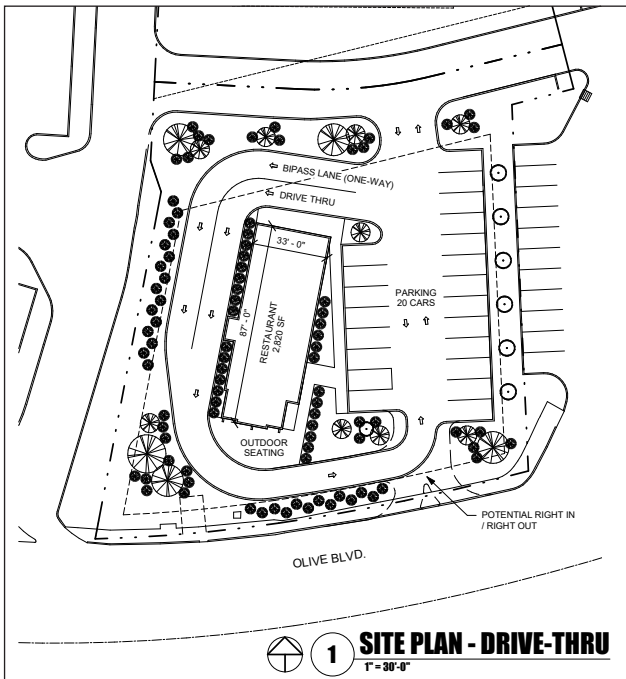 BIPASS LANE (ONE-WAY)
DRIVE THRU
33' - 0"
87' - 0"
RESTAURANT
2,820 SF
PARKING
20 CARS
OUTDOOR
SEATING
POTENTIAL RIGHT IN
/ RIGHT OUT
OLIVE BLVD.
1
SITE PLAN - DRIVE-THRU
1" = 30'-0"